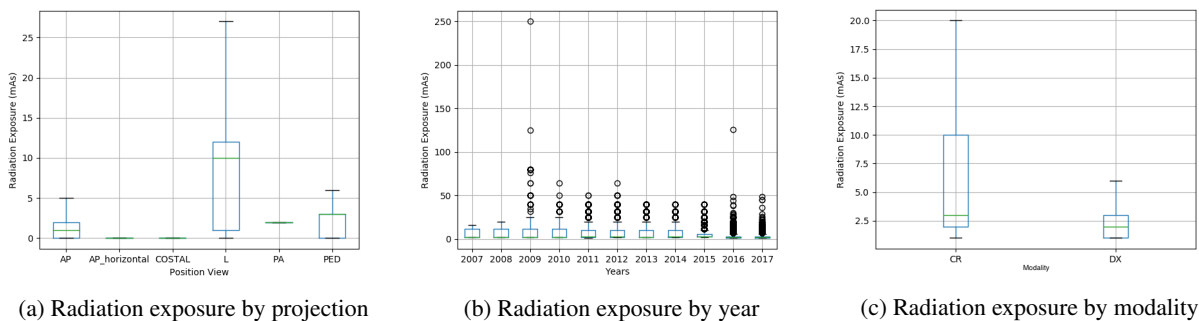 Radiation Exposure (mAs)
25
20
15
10
5
0
AP AP_horizontal COSTAL L PA PED
Position View
(a) Radiation exposure by projection
Radiation Exposure (mAs)
250
200
150
100
50
0
2007 2008 2009 2010 2011 2012 2013 2014 2015 2016 2017
Years
(b) Radiation exposure by year
Radiation Exposure (mAs)
20.0
17.5
15.0
12.5
10.0
7.5
5.0
2.5
CR DX
Modality
(c) Radiation exposure by modality